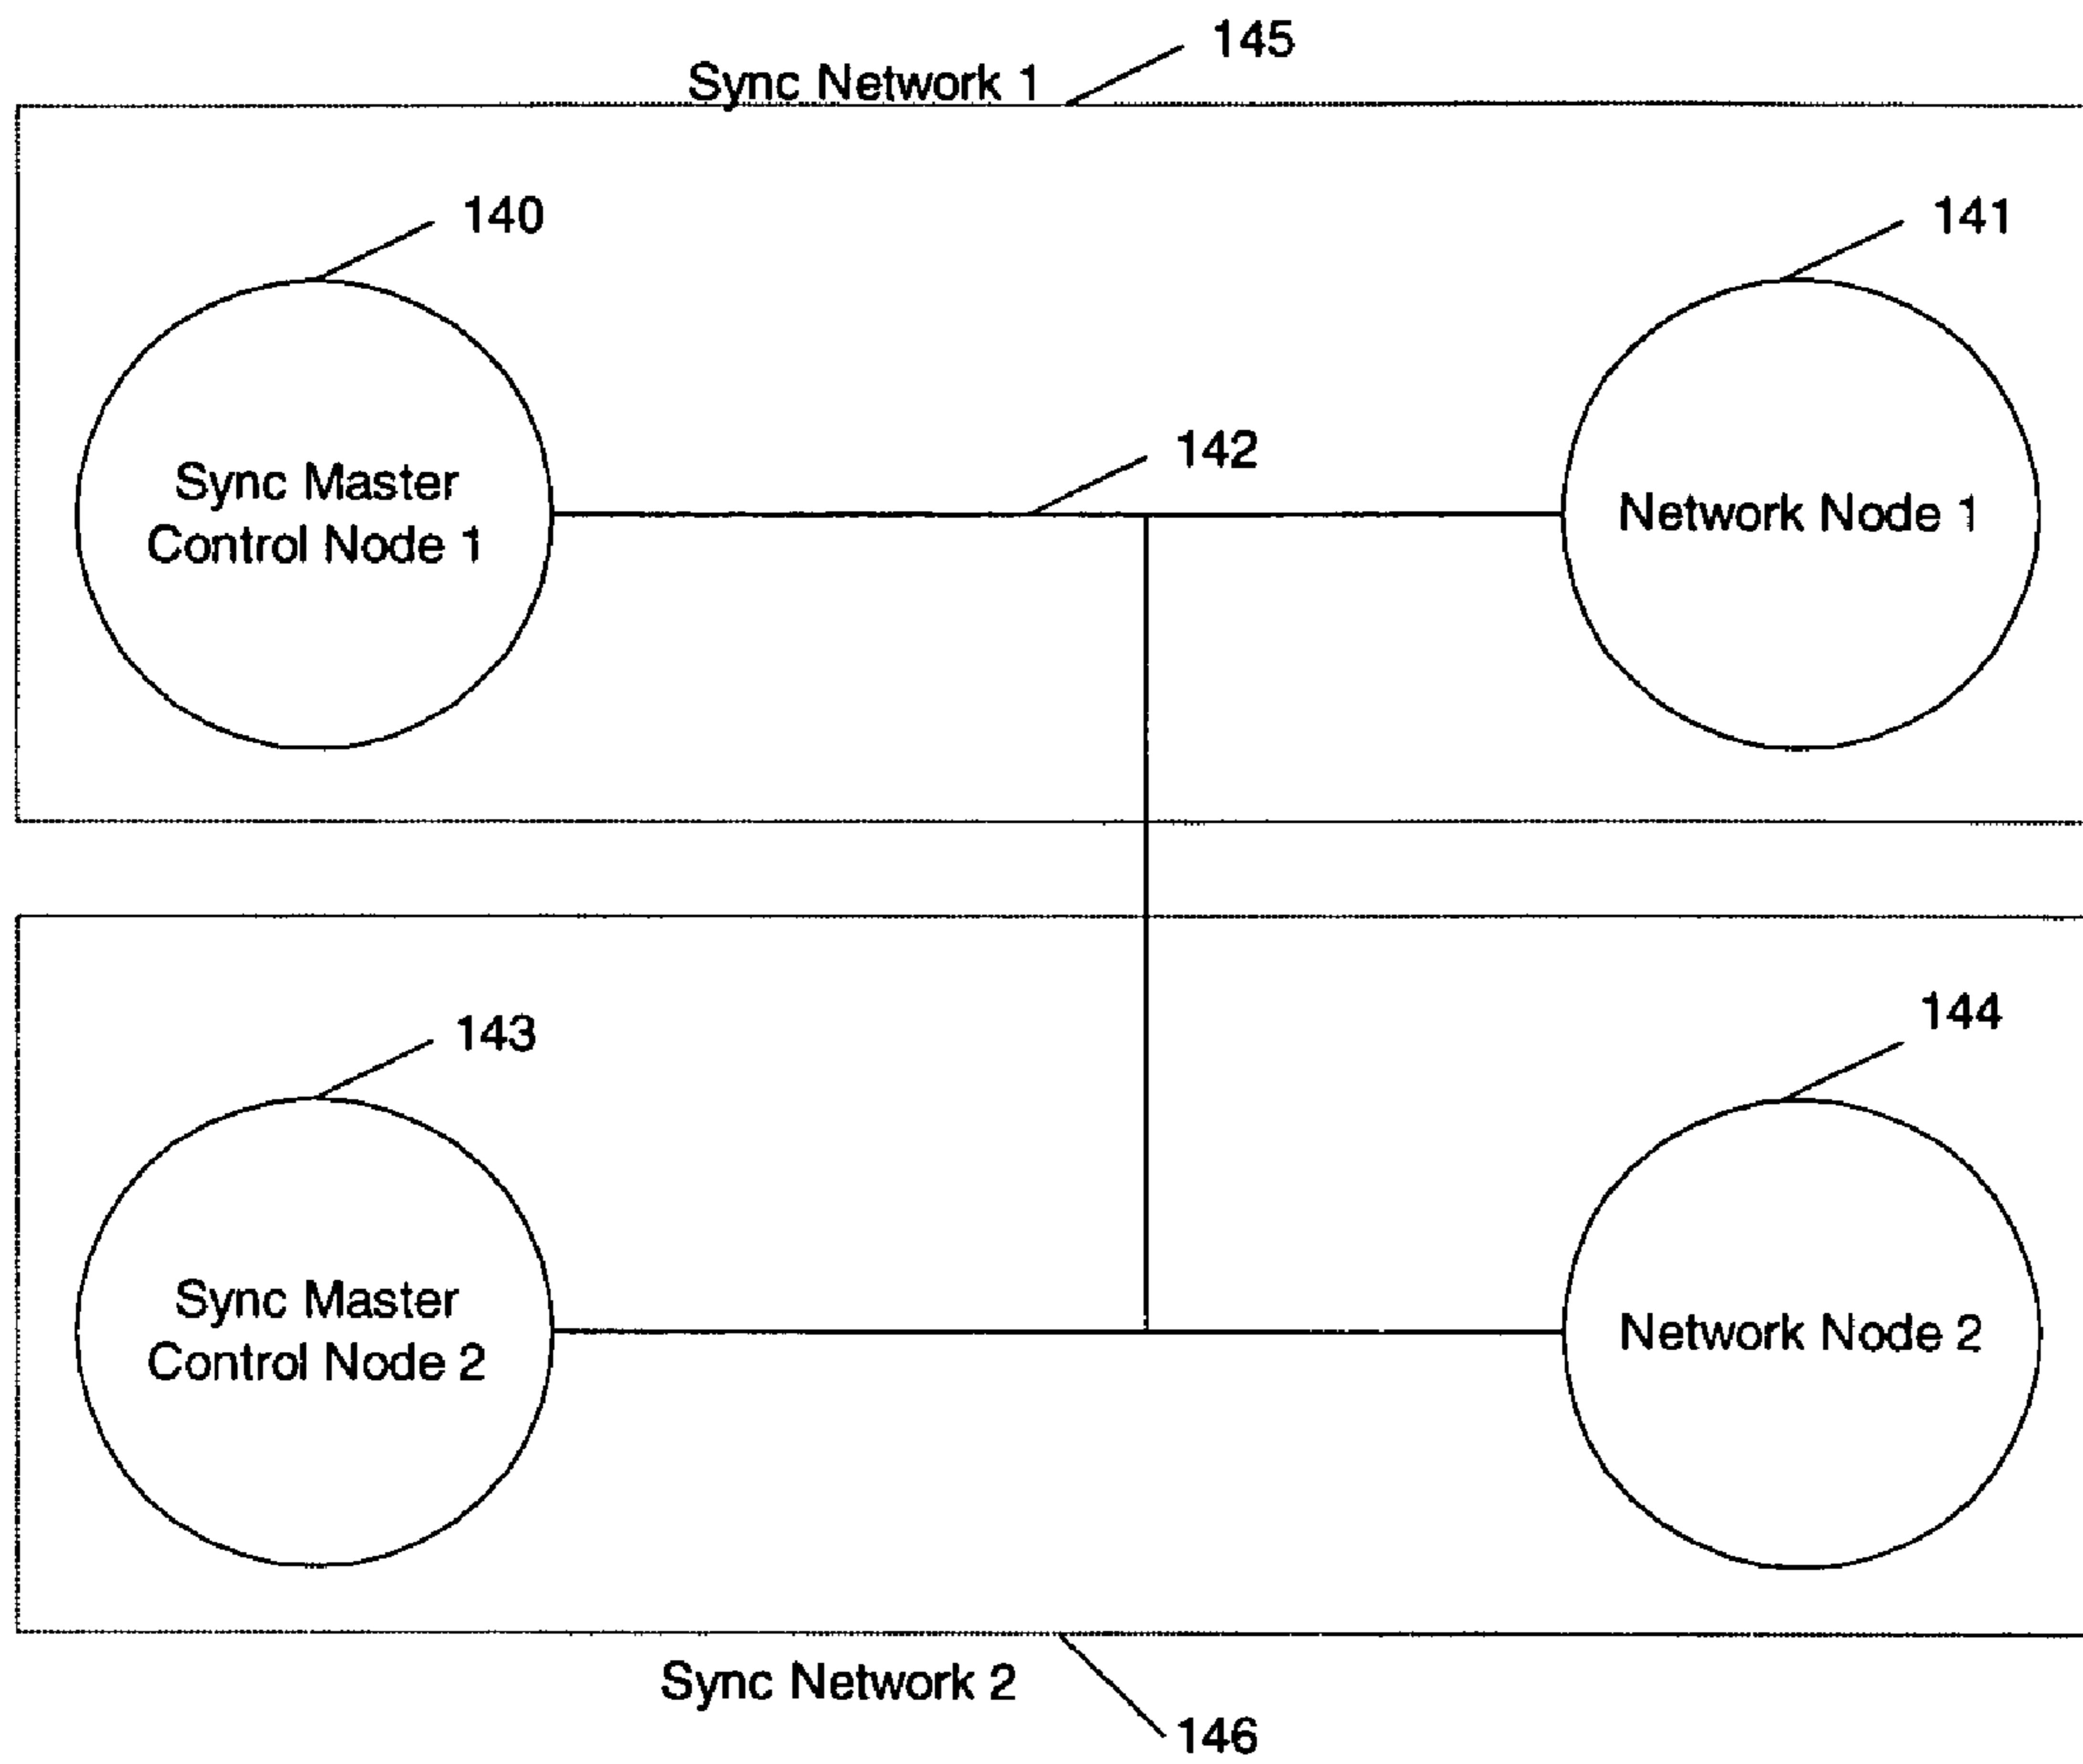 145
Sync Network 1
140
141
142
Sync Master
Control Node 1
Network Node 1
143
144
Sync Master
Control Node 2
Network Node 2
Sync Network 2
146